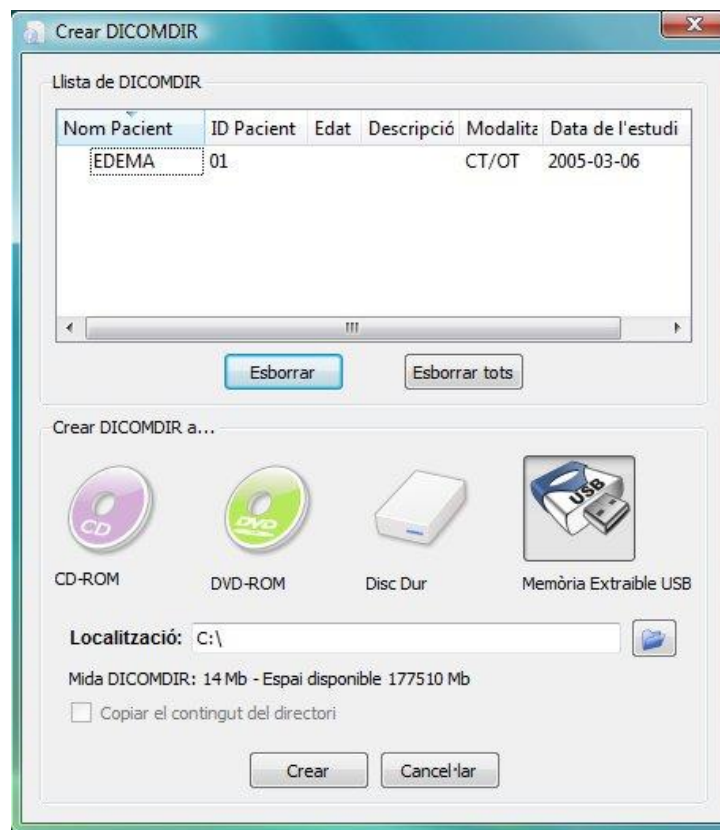 Crear DICOMDIR
Llista de DICOMDIR
Nom Pacient ID Pacient Edat Descripció Modalita Data de l'estudi
EDEMA 01 CT/OT 2005-03-06
Esborrar Esborrar tots
Crear DICOMDIR a...
CD DVD USB
CD-ROM DVD-ROM Disc Dur Memòria Extraible USB
Localització: C:\
Mida DICOMDIR: 14 Mb - Espai disponible 177510 Mb
Copiar el contingut del directori
Crear Cancel·lar